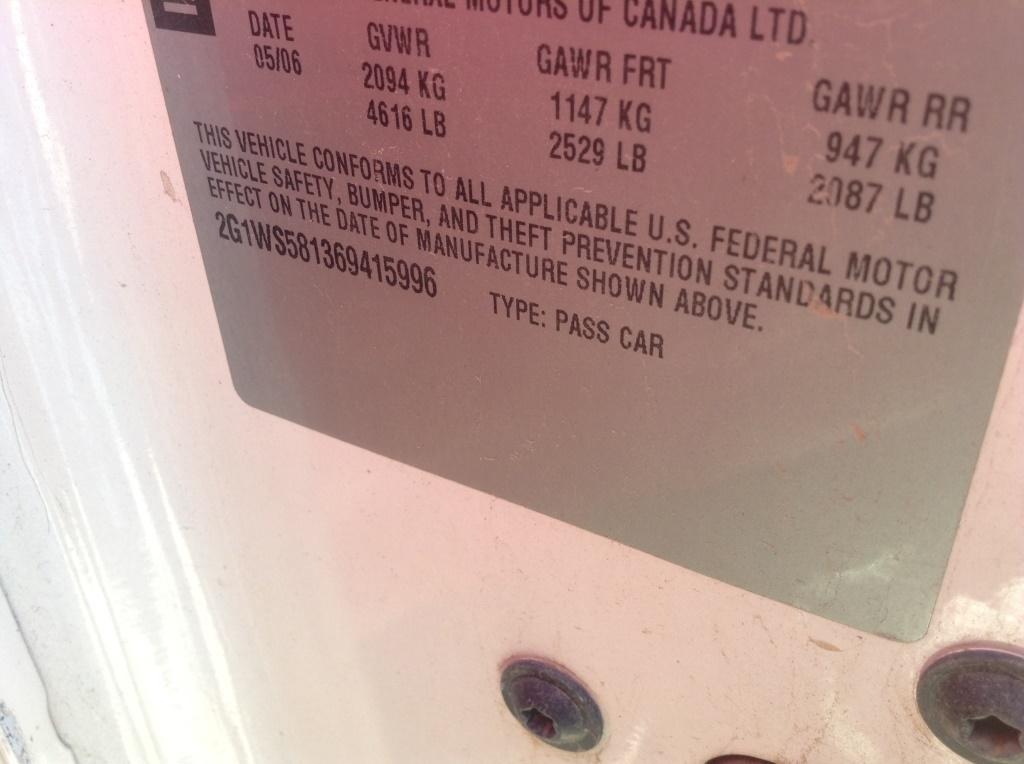 MOTORS OF CANADA LTD.
DATE GVWR GAWR FRT GAWR RR
05/06 2094 KG 1147 KG 947 KG
4616 LB 2529 LB 2087 LB
THIS VEHICLE CONFORMS TO ALL APPLICABLE U.S. FEDERAL MOTOR
VEHICLE SAFETY, BUMPER, AND THEFT PREVENTION STANDARDS IN
EFFECT ON THE DATE OF MANUFACTURE SHOWN ABOVE.
2G1WS581369415996 TYPE: PASS CAR